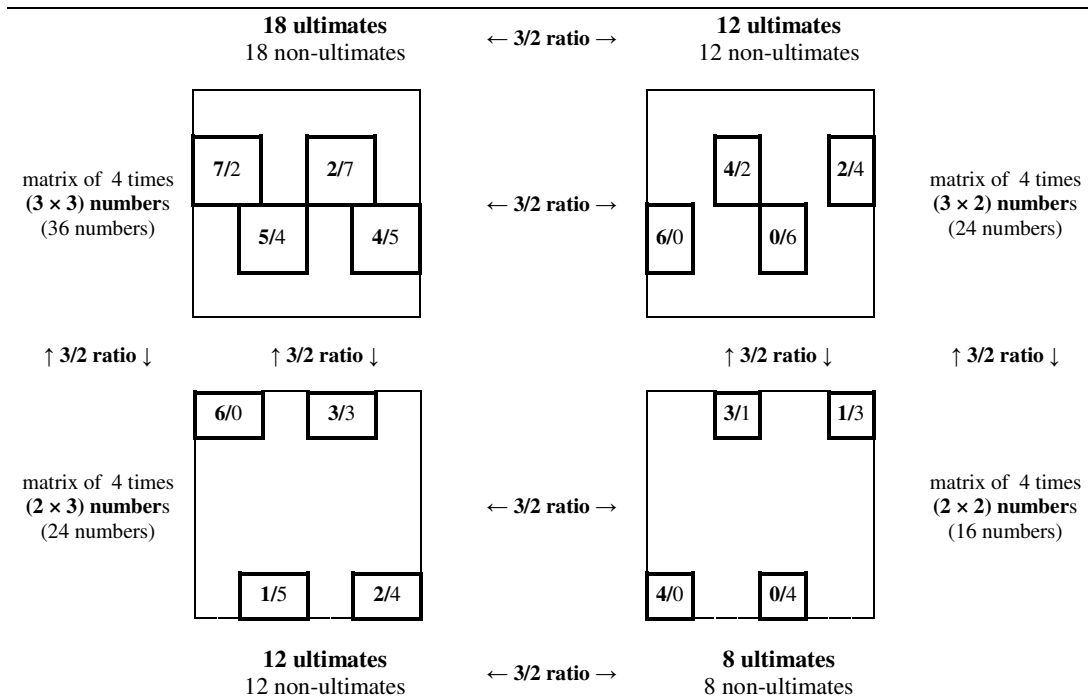 18 ultimates
18 non-ultimates
← 3/2 ratio →
12 ultimates
12 non-ultimates
matrix of 4 times
(3 × 3) numbers
(36 numbers)
7/2 2/7
5/4 4/5
← 3/2 ratio →
4/2 2/4
6/0 0/6
matrix of 4 times
(3 × 2) numbers
(24 numbers)
↑ 3/2 ratio ↓ ↑ 3/2 ratio ↓ ↑ 3/2 ratio ↓ ↑ 3/2 ratio ↓
matrix of 4 times
(2 × 3) numbers
(24 numbers)
6/0 3/3
1/5 2/4
← 3/2 ratio →
3/1 1/3
4/0 0/4
matrix of 4 times
(2 × 2) numbers
(16 numbers)
12 ultimates
12 non-ultimates
← 3/2 ratio →
8 ultimates
8 non-ultimates